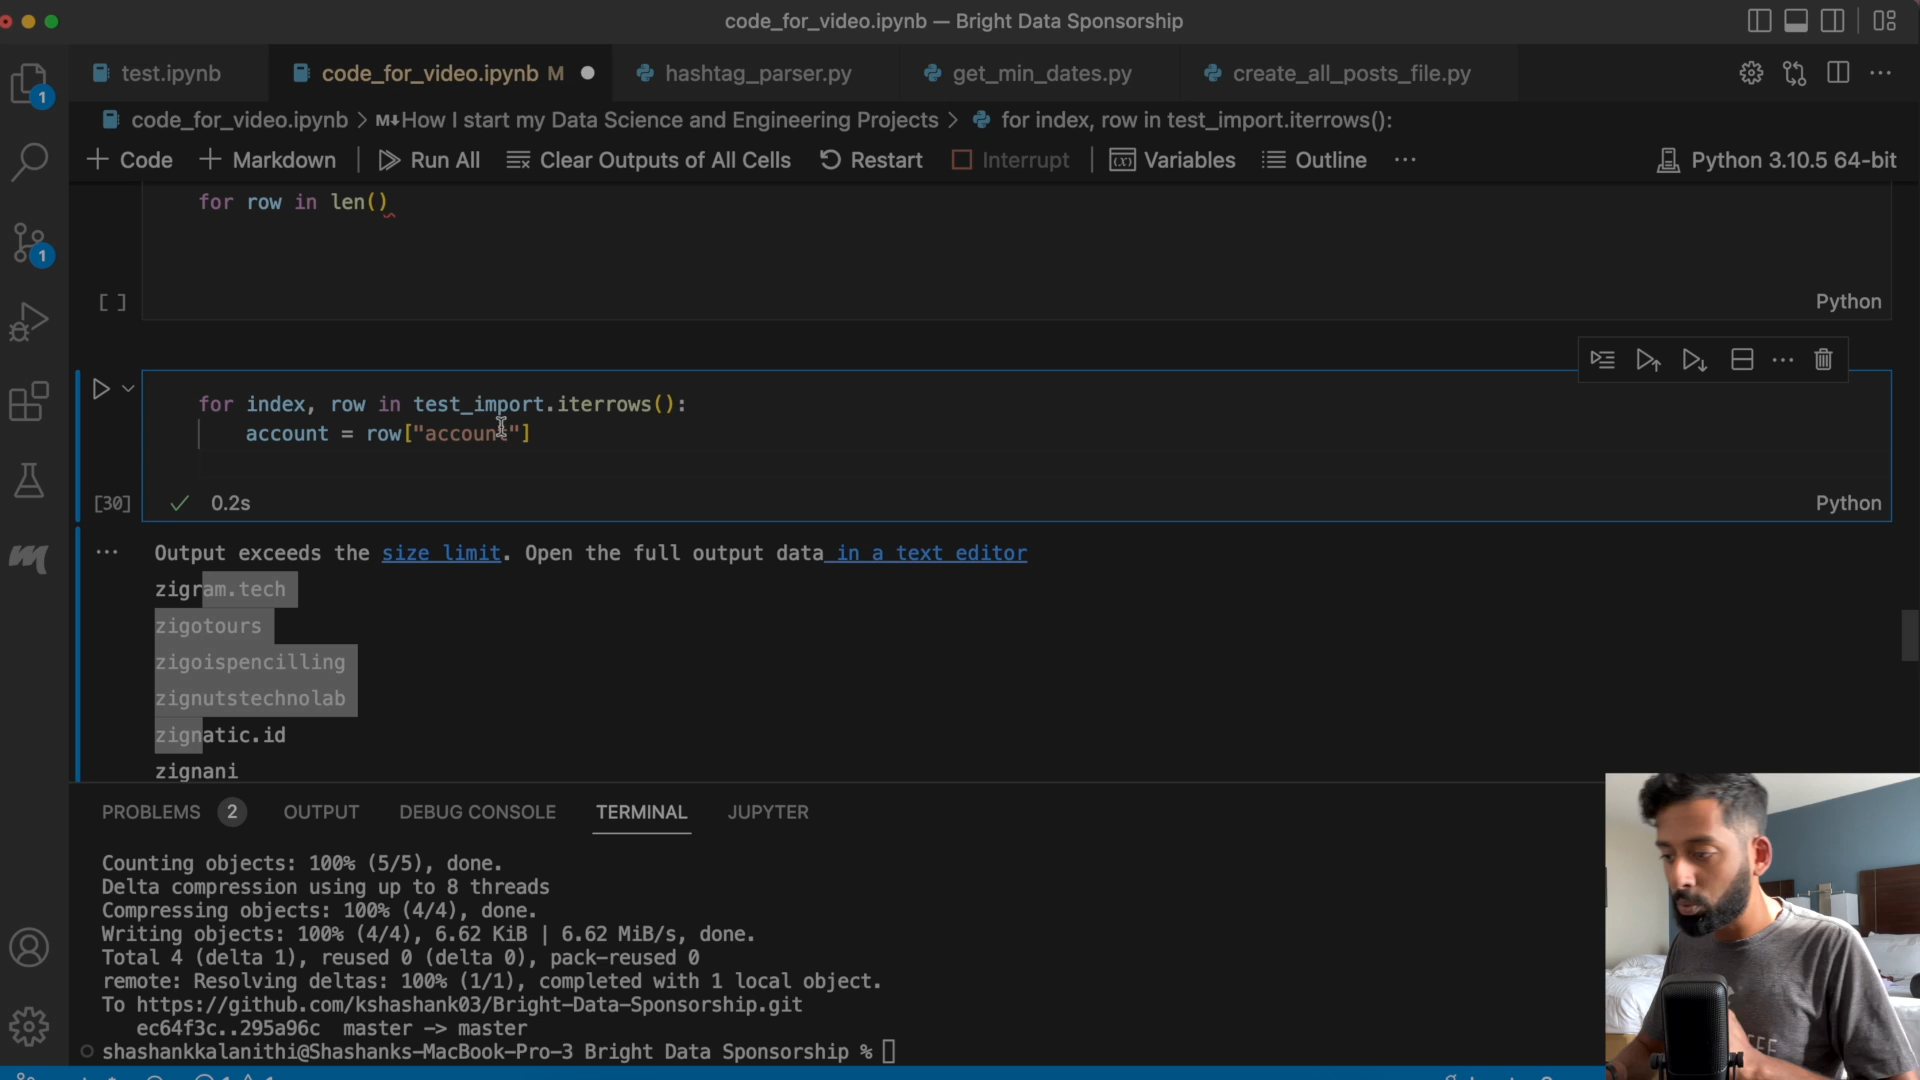 code_for_video.ipynb — Bright Data Sponsorship
test.ipynb
code_for_video.ipynb M
hashtag_parser.py
get_min_dates.py
create_all_posts_file.py
1
code_for_video.ipynb > M↓How I start my Data Science and Engineering Projects > for index, row in test_import.iterrows():
+ Code + Markdown | Run All Clear Outputs of All Cells Restart Interrupt | Variables Outline ...
Python 3.10.5 64-bit
for row in len()
1
[ ]
Python
for index, row in test_import.iterrows():
account = row["account"]
[30]
0.2s
Python
Output exceeds the size limit. Open the full output data in a text editor
zigram.tech
zigotours
zigoispencilling
zignutstechnolab
zignatic.id
zignani
PROBLEMS 2 OUTPUT DEBUG CONSOLE TERMINAL JUPYTER
Counting objects: 100% (5/5), done.
Delta compression using up to 8 threads
Compressing objects: 100% (4/4), done.
Writing objects: 100% (4/4), 6.62 KiB | 6.62 MiB/s, done.
Total 4 (delta 1), reused 0 (delta 0), pack-reused 0
remote: Resolving deltas: 100% (1/1), completed with 1 local object.
To https://github.com/kshashank03/Bright-Data-Sponsorship.git
ec64f3c..295a96c master -> master
shashankkalanithi@Shashanks-MacBook-Pro-3 Bright Data Sponsorship %